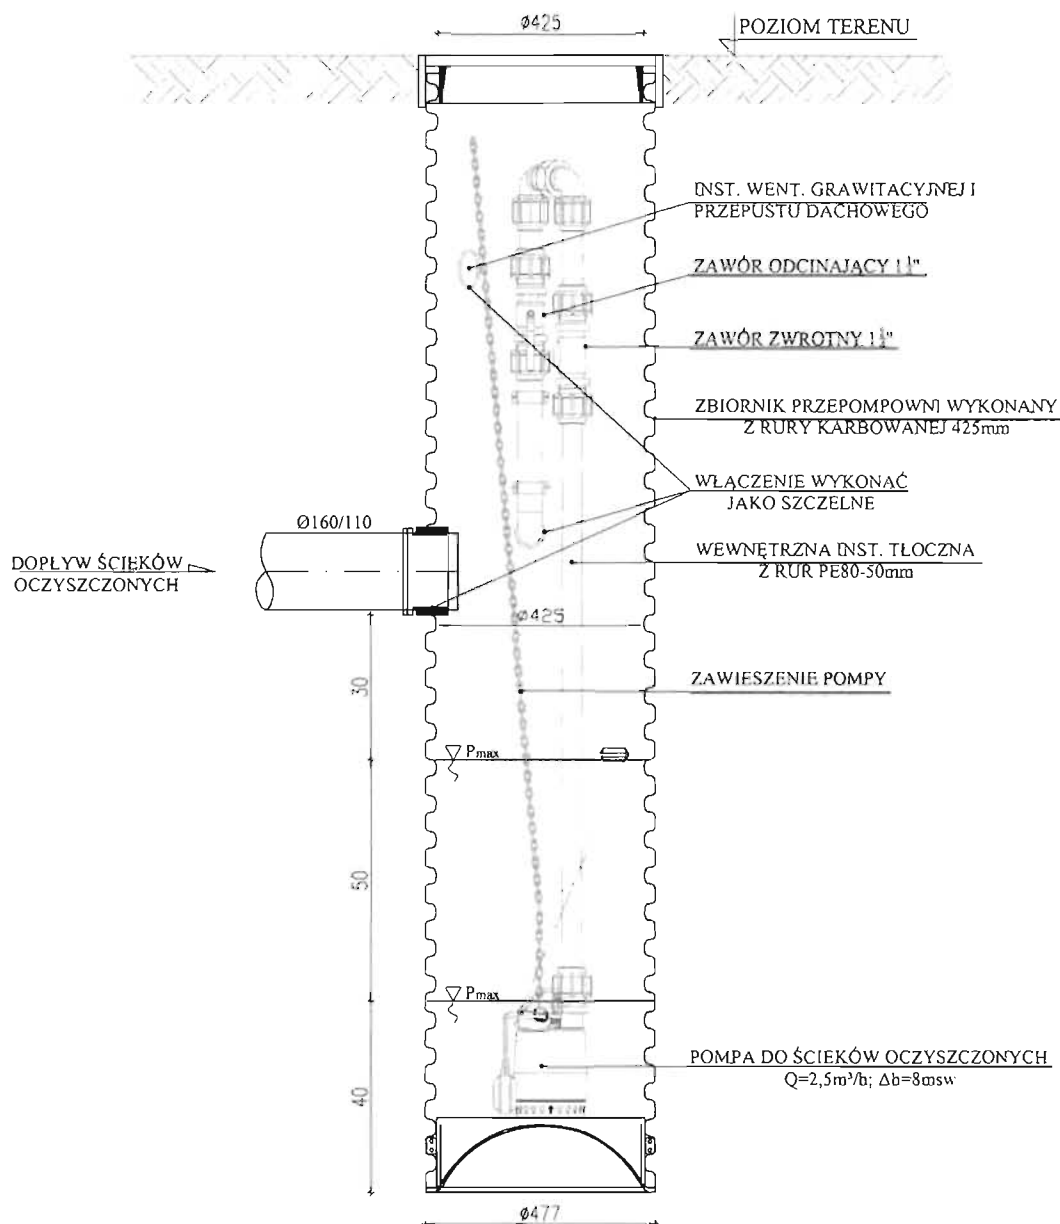 Ø425
POZIOM TERENU
INST. WENT. GRAWITACYJNEJ I
PRZEPUSTU DACHOWEGO
ZAWÓR ODCINAJĄCY 1½"
ZAWÓR ZWROTNY 1½"
ZBIORNIK PRZEPOMPOWNI WYKONANY
Z RURY KARBOWANEJ 425mm
WŁĄCZENIE WYKONAĆ
JAKO SZCZELNE
Ø160/110
DOPŁYW ŚCIEKÓW
OCZYSZCZONYCH
WEWNĘTRZNA INST. TŁOCZNA
Z RUR PE80-50mm
Ø425
ZAWIESZENIE POMPY
30
Pmax
50
Pmax
POMPA DO ŚCIEKÓW OCZYSZCZONYCH
Q=2,5m³/h; Δh=8msw
40
Ø477